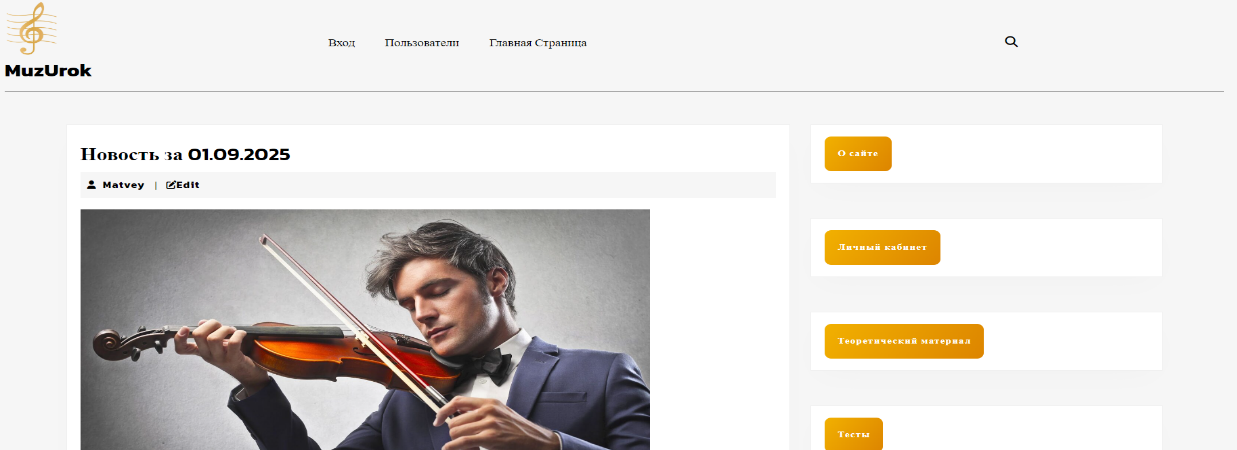 MuzUrok
Вход Пользователи Главная Страница
Новость за 01.09.2025
Matvey | Edit
О сайте
Личный кабинет
Теоретический материал
Тесты